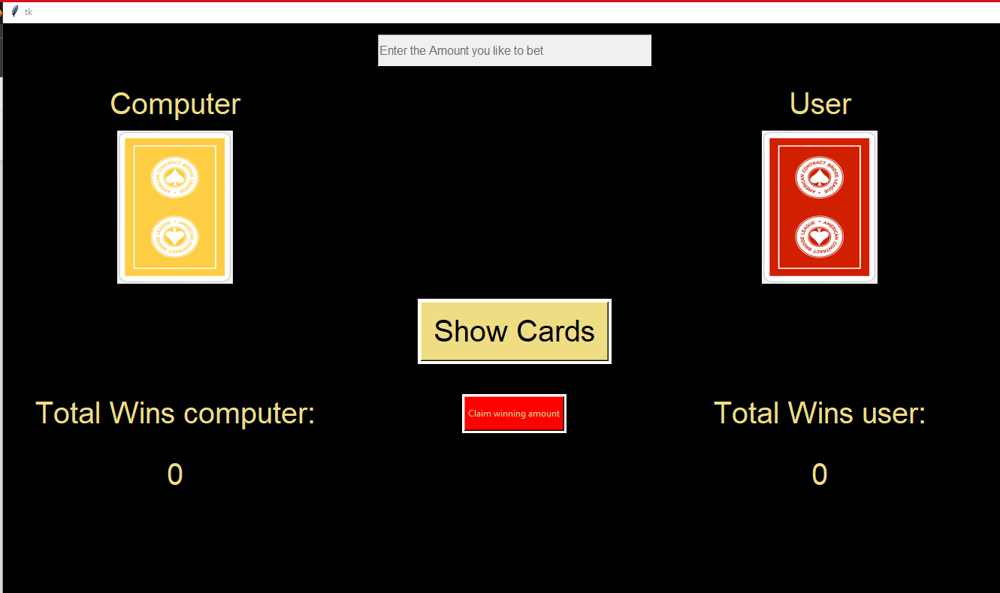 tk
Enter the Amount you like to bet
Computer
User
AMERICAN CONTRACT BRIDGE LEAGUE •
AMERICAN CONTRACT BRIDGE LEAGUE •
AMERICAN CONTRACT BRIDGE LEAGUE •
AMERICAN CONTRACT BRIDGE LEAGUE •
Show Cards
Total Wins computer:
Claim winning amount
Total Wins user:
0
0